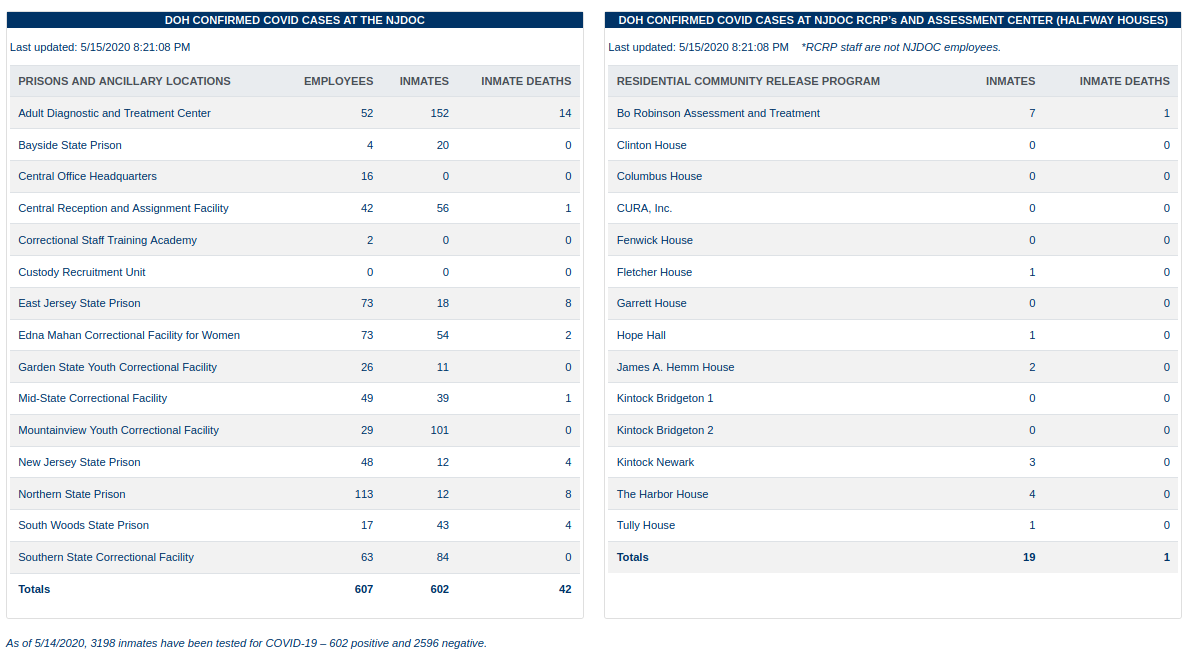 DOH CONFIRMED COVID CASES AT THE NJDOC
Last updated: 5/15/2020 8:21:08 PM
PRISONS AND ANCILLARY LOCATIONS EMPLOYEES INMATES INMATE DEATHS
Adult Diagnostic and Treatment Center 52 152 14
Bayside State Prison 4 20 0
Central Office Headquarters 16 0 0
Central Reception and Assignment Facility 42 56 1
Correctional Staff Training Academy 2 0 0
Custody Recruitment Unit 0 0 0
East Jersey State Prison 73 18 8
Edna Mahan Correctional Facility for Women 73 54 2
Garden State Youth Correctional Facility 26 11 0
Mid-State Correctional Facility 49 39 1
Mountainview Youth Correctional Facility 29 101 0
New Jersey State Prison 48 12 4
Northern State Prison 113 12 8
South Woods State Prison 17 43 4
Southern State Correctional Facility 63 84 0
Totals 607 602 42
DOH CONFIRMED COVID CASES AT NJDOC RCRP's AND ASSESSMENT CENTER (HALFWAY HOUSES)
Last updated: 5/15/2020 8:21:08 PM *RCRP staff are not NJDOC employees.
RESIDENTIAL COMMUNITY RELEASE PROGRAM INMATES INMATE DEATHS
Bo Robinson Assessment and Treatment 7 1
Clinton House 0 0
Columbus House 0 0
CURA, Inc. 0 0
Fenwick House 0 0
Fletcher House 1 0
Garrett House 0 0
Hope Hall 1 0
James A. Hemm House 2 0
Kintock Bridgeton 1 0 0
Kintock Bridgeton 2 0 0
Kintock Newark 3 0
The Harbor House 4 0
Tully House 1 0
Totals 19 1
As of 5/14/2020, 3198 inmates have been tested for COVID-19 – 602 positive and 2596 negative.